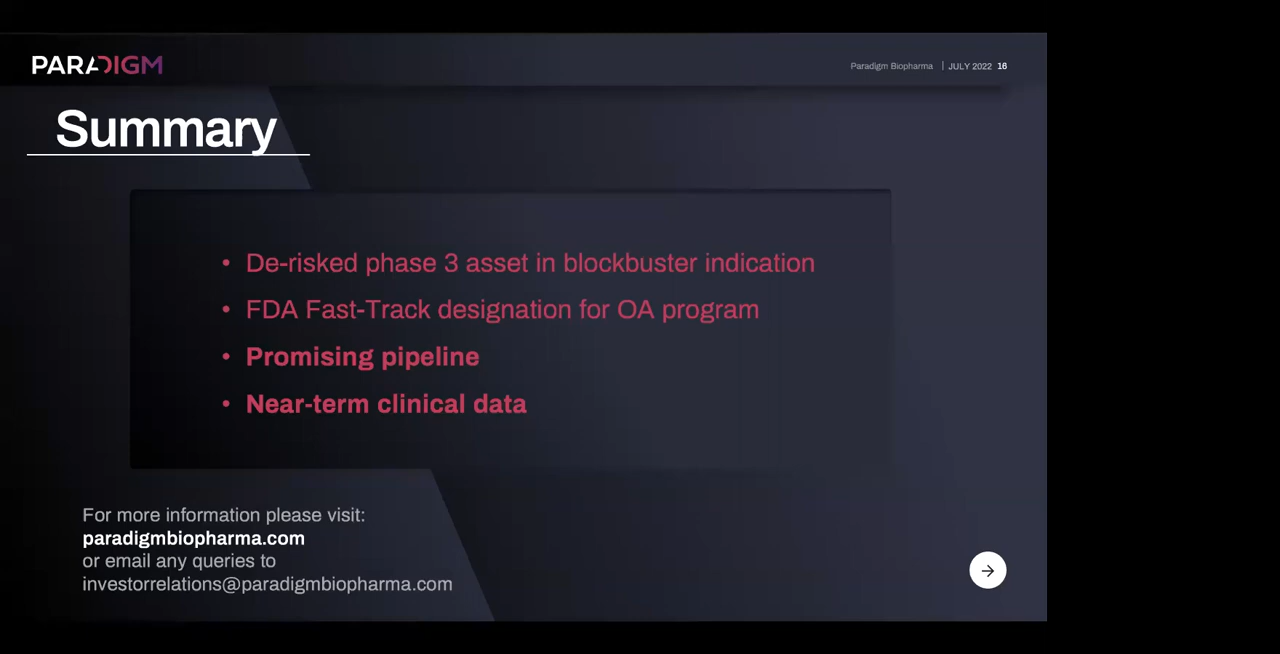 PARADIGM
Paradigm Biopharma | JULY 2022 16
Summary
• De-risked phase 3 asset in blockbuster indication
• FDA Fast-Track designation for OA program
• Promising pipeline
• Near-term clinical data
For more information please visit:
paradigmbiopharma.com
or email any queries to
investorrelations@paradigmbiopharma.com